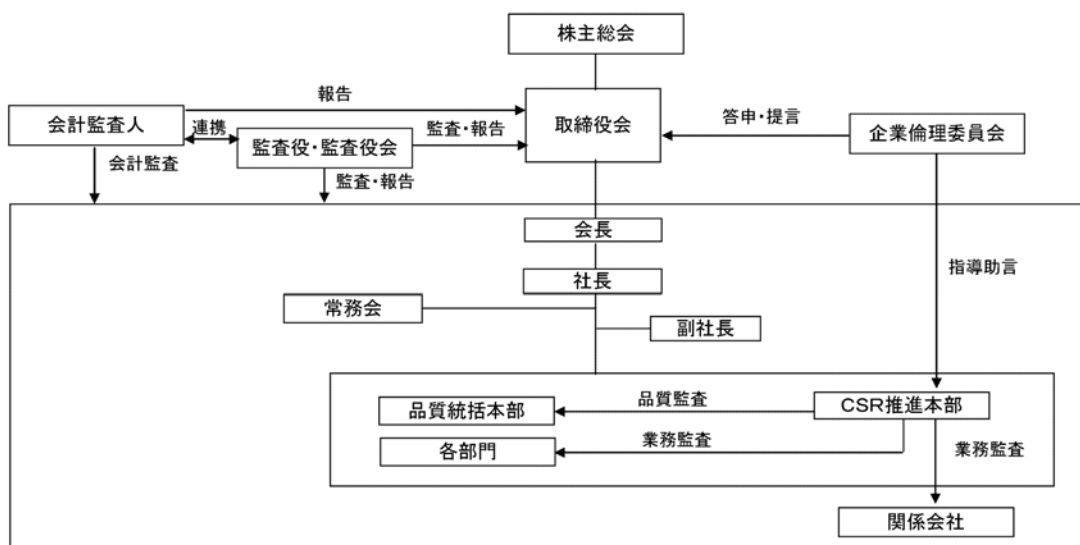 株主総会
報告
会計監査人
連携
監査・報告
取締役会
答申・提言
企業倫理委員会
監査役・監査役会
会計監査
監査・報告
会長
指導助言
社長
常務会
副社長
品質統括本部
品質監査
CSR推進本部
各部門
業務監査
業務監査
関係会社